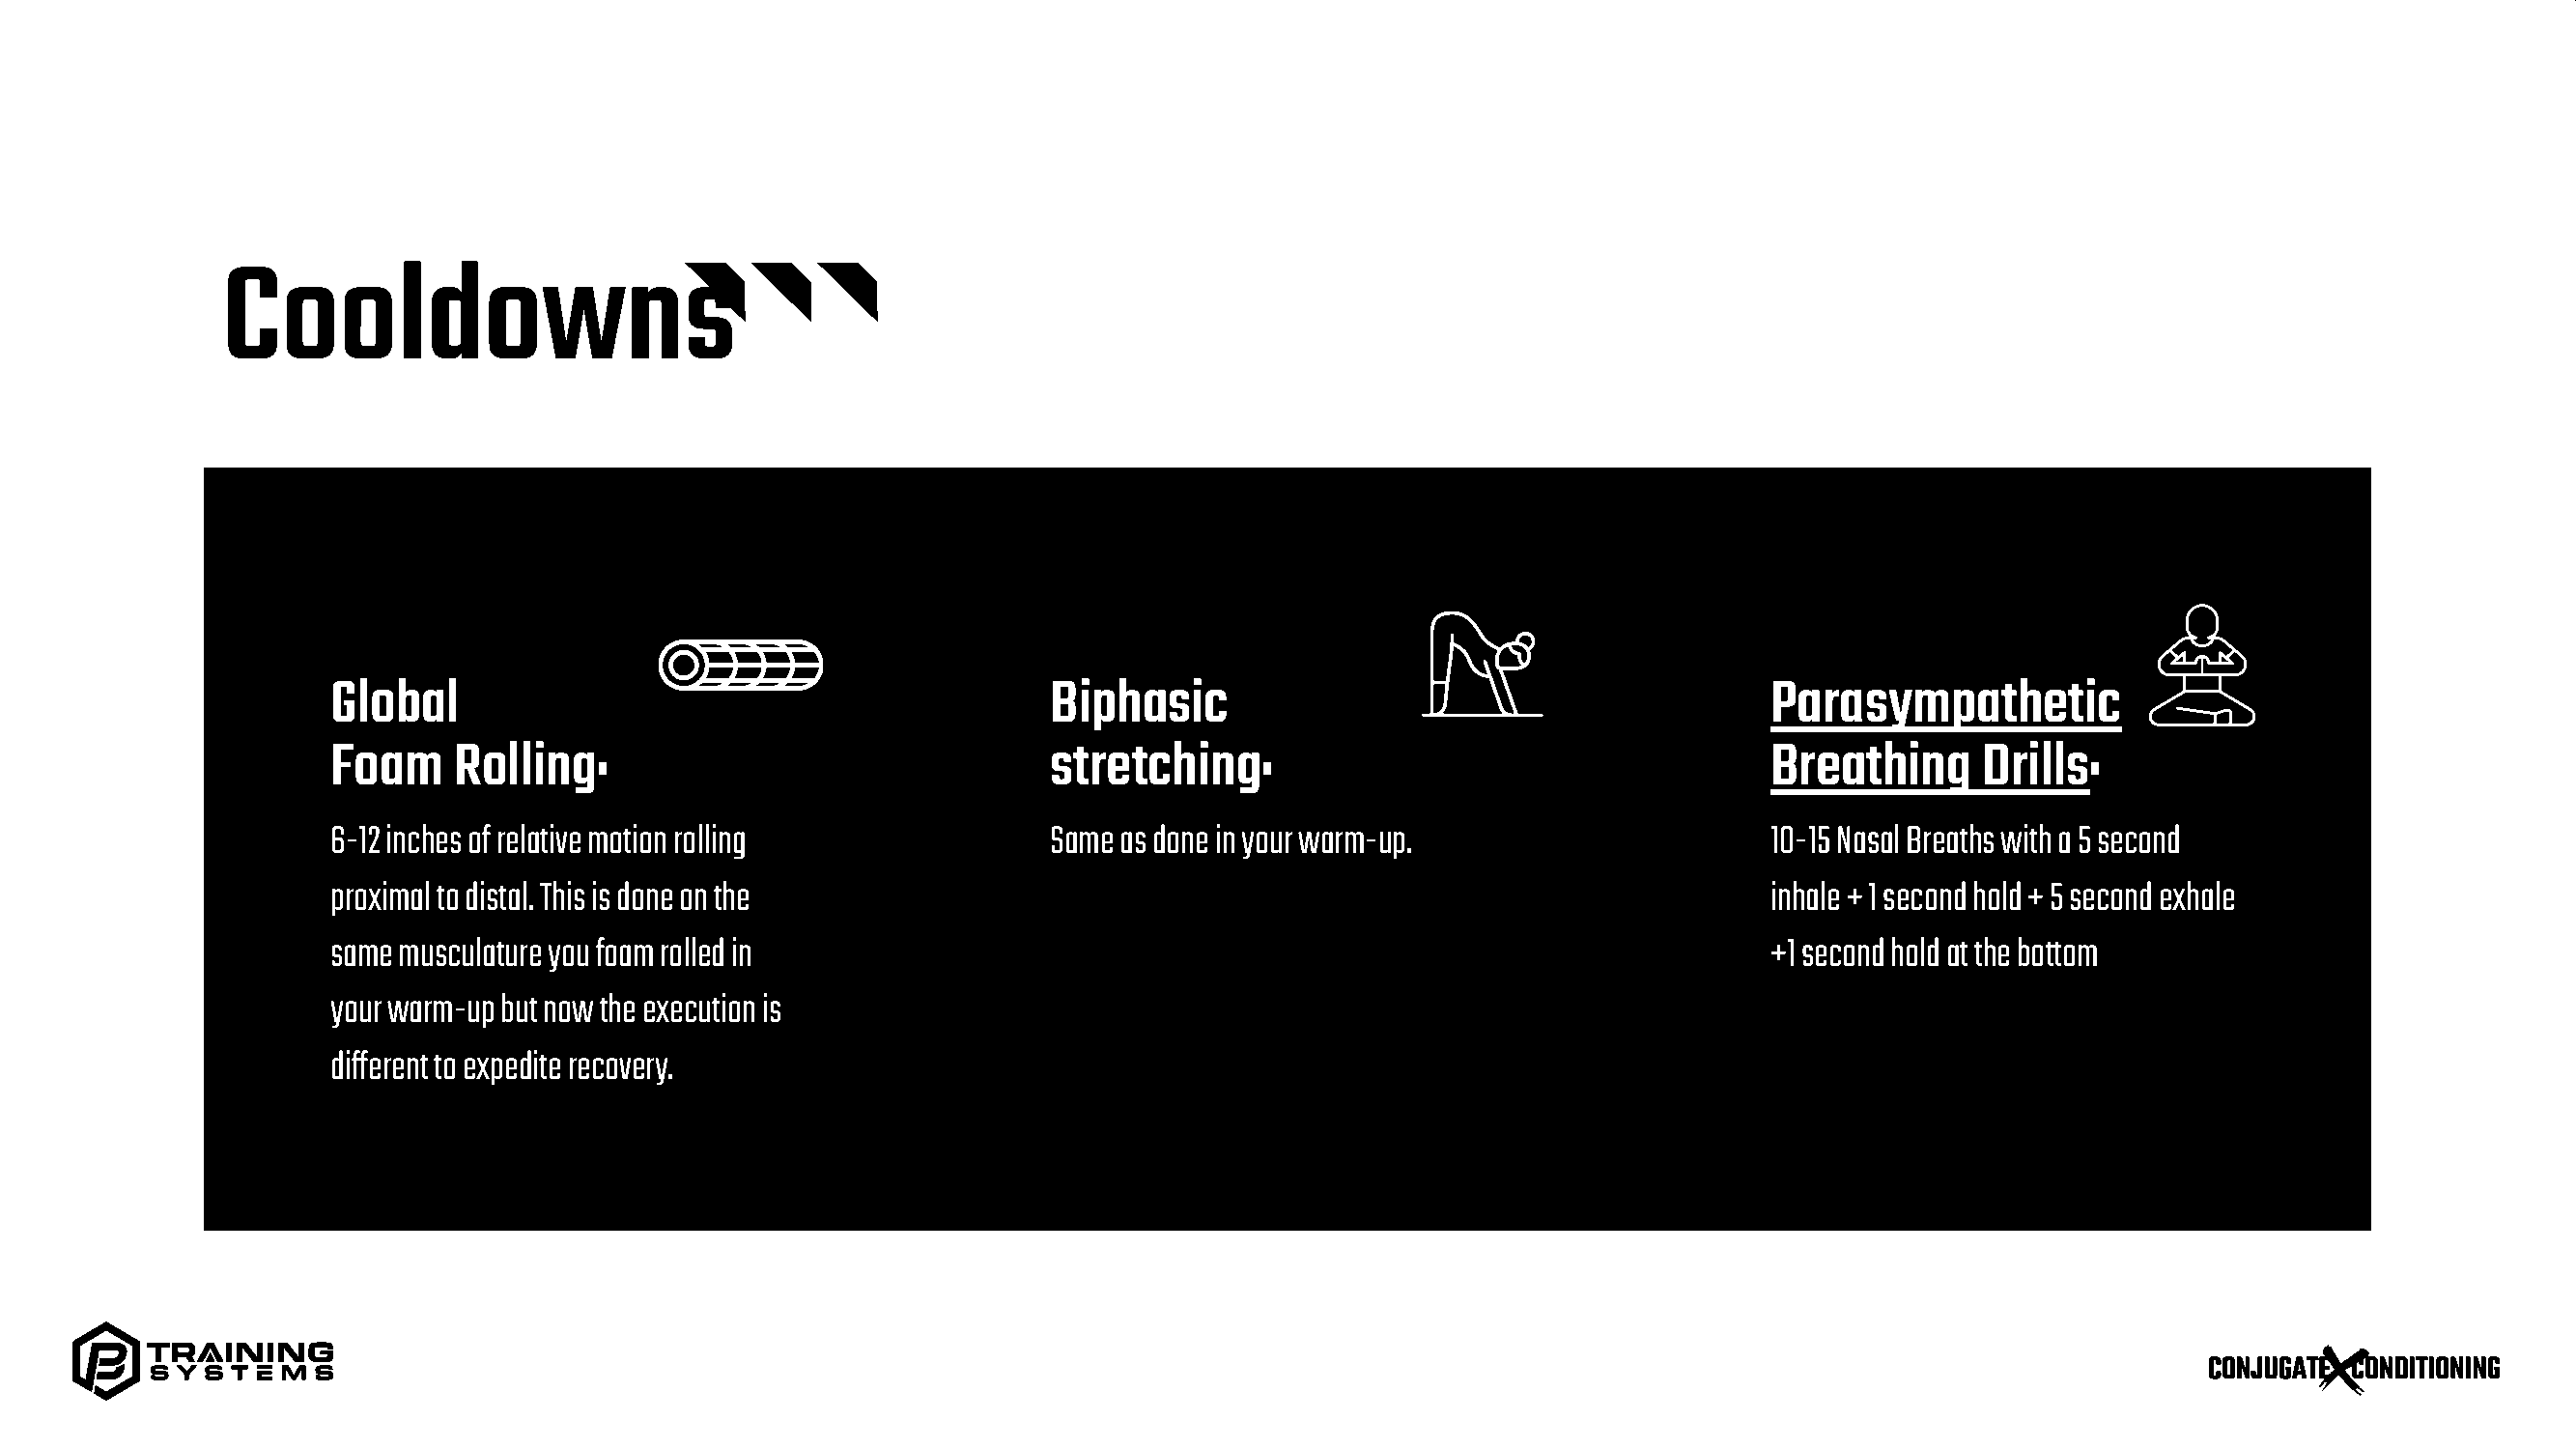 Cooldowns
Global
Foam Rolling.
6-12 inches of relative motion rolling
proximal to distal. This is done on the
same musculature you foam rolled in
your warm-up but now the execution is
different to expedite recovery.
Biphasic
stretching.
Same as done in your warm-up.
Parasympathetic
Breathing Drills.
10-15 Nasal Breaths with a 5 second
inhale + 1 second hold + 5 second exhale
+1 second hold at the bottom
TRAINING
SYSTEMS
CONJUGATE X CONDITIONING